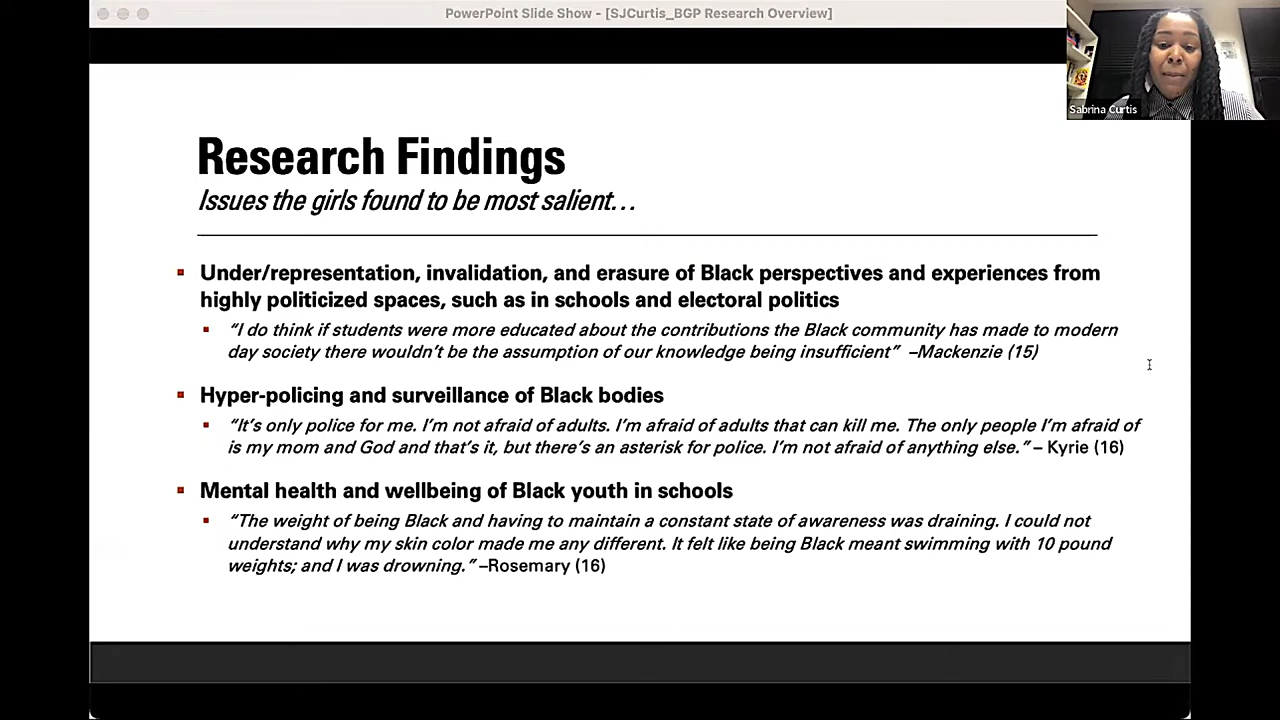 PowerPoint Slide Show - [SJCurtis_BGP Research Overview]
Sabrina Curtis
Research Findings
Issues the girls found to be most salient…
Under/representation, invalidation, and erasure of Black perspectives and experiences from
highly politicized spaces, such as in schools and electoral politics
“I do think if students were more educated about the contributions the Black community has made to modern
day society there wouldn’t be the assumption of our knowledge being insufficient” –Mackenzie (15)
Hyper-policing and surveillance of Black bodies
“It’s only police for me. I’m not afraid of adults. I’m afraid of adults that can kill me. The only people I’m afraid of
is my mom and God and that’s it, but there’s an asterisk for police. I’m not afraid of anything else.” – Kyrie (16)
Mental health and wellbeing of Black youth in schools
“The weight of being Black and having to maintain a constant state of awareness was draining. I could not
understand why my skin color made me any different. It felt like being Black meant swimming with 10 pound
weights; and I was drowning.” –Rosemary (16)